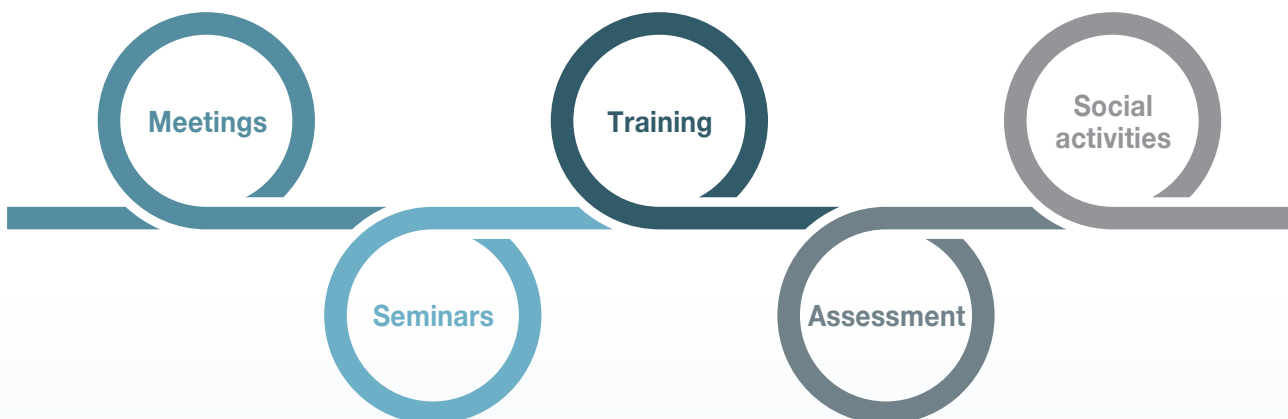 Meetings
Seminars
Training
Assessment
Social
activities